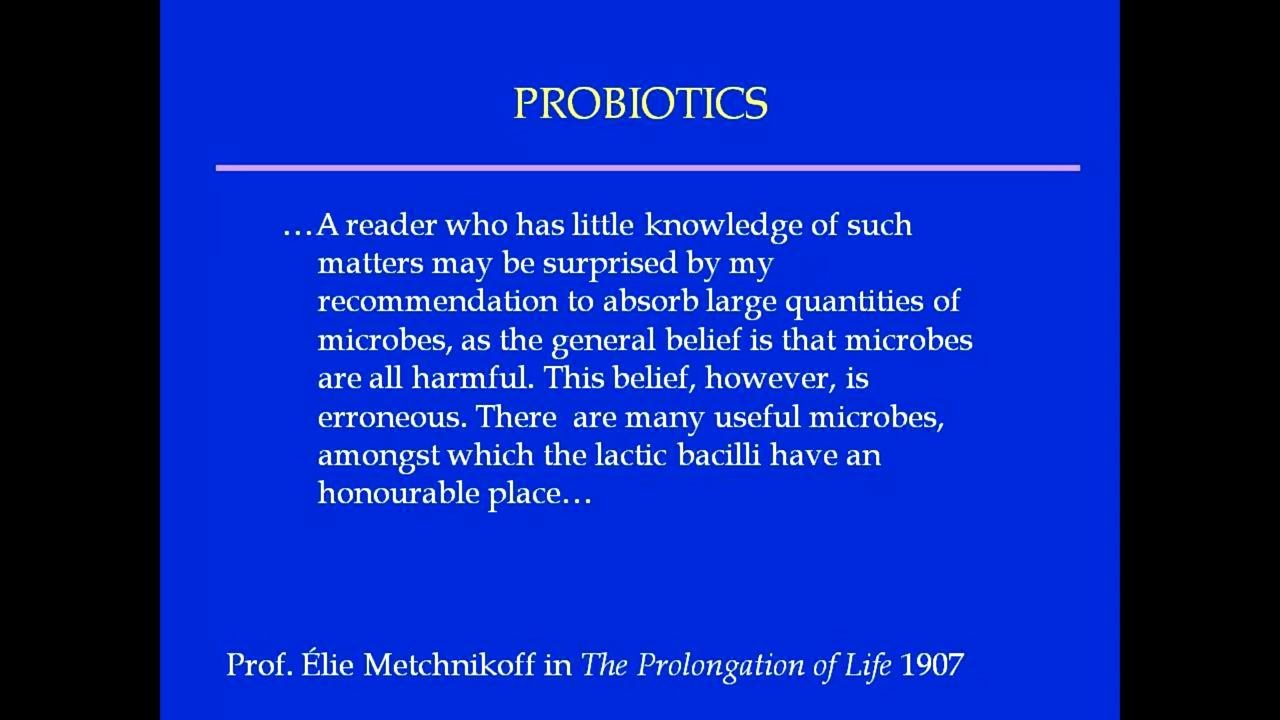 PROBIOTICS
…A reader who has little knowledge of such
matters may be surprised by my
recommendation to absorb large quantities of
microbes, as the general belief is that microbes
are all harmful. This belief, however, is
erroneous. There  are many useful microbes,
amongst which the lactic bacilli have an
honourable place…
Prof. Élie Metchnikoff in The Prolongation of Life 1907